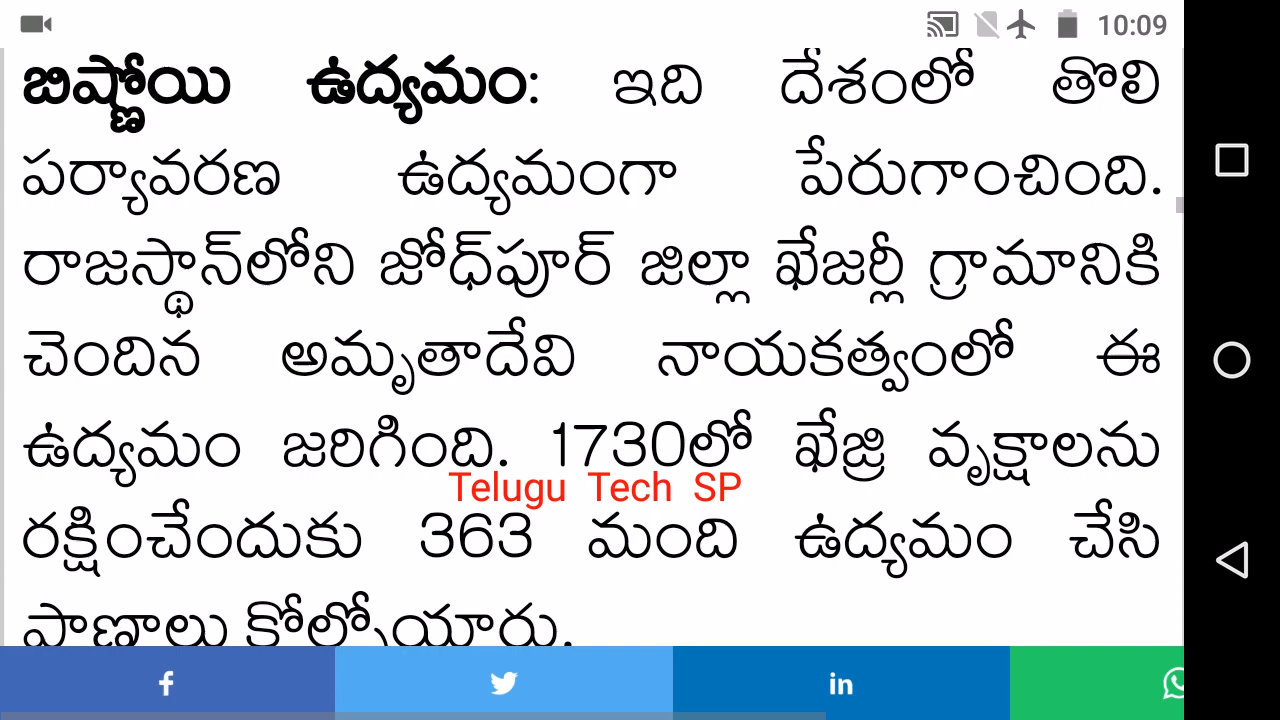 10:09
బిష్ణోయి ఉద్యమం: ఇది దేశంలో తొలి
పర్యావరణ ఉద్యమంగా పేరుగాంచింది.
రాజస్థాన్‌లోని జోధ్‌పూర్ జిల్లా ఖేజర్లీ గ్రామానికి
చెందిన అమృతాదేవి నాయకత్వంలో ఈ
ఉద్యమం జరిగింది. 1730లో ఖేజ్రి వృక్షాలను
Telugu Tech SP
రక్షించేందుకు 363 మంది ఉద్యమం చేసి
ప్రాణాలు కోల్పోయారు.